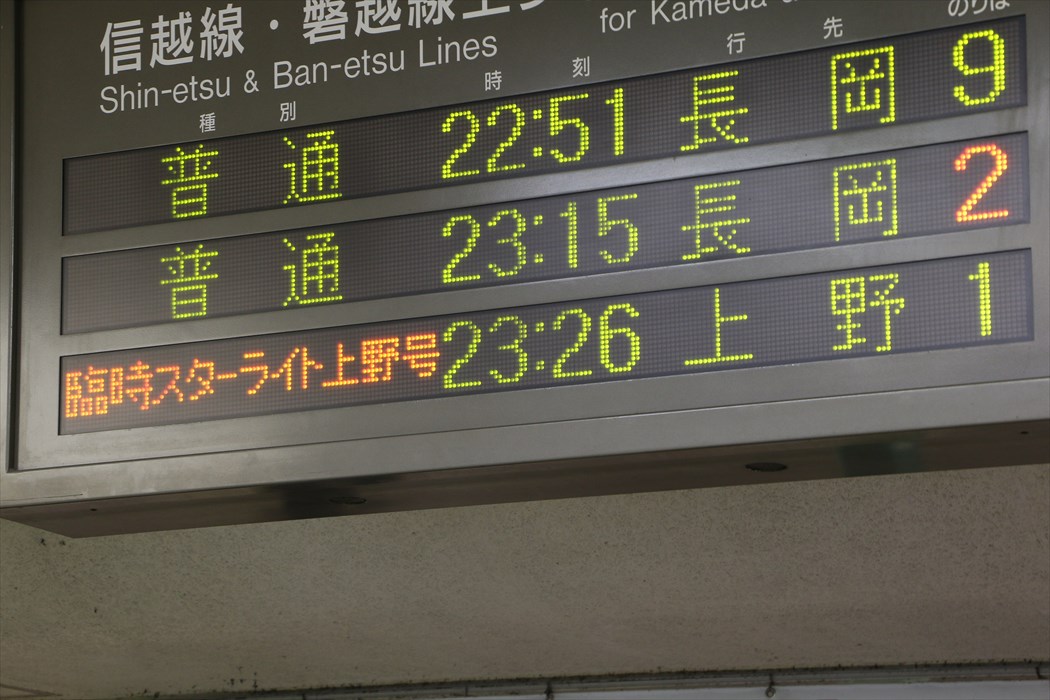 信越線・磐越線上
Shin-etsu & Ban-etsu Lines
for Kameda
種別 時刻 行先 のりば
普通 22:51 長岡 9
普通 23:15 長岡 2
臨時スターライト上野号 23:26 上野 1